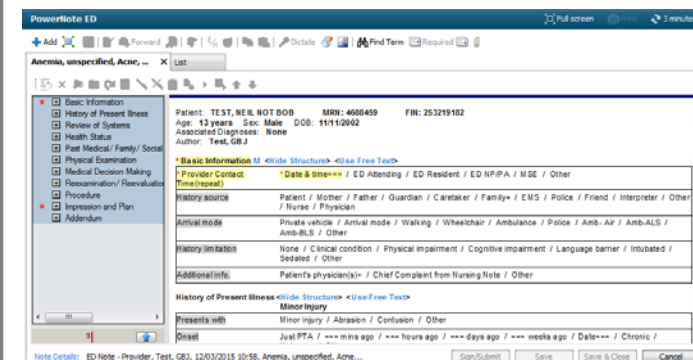 PowerNote ED Full screen Print 3 minute
Add Forward Dictate Find Term Required
Anemia, unspecified, Acne, ... × List
Basic Information
History of Present Illness
Review of Systems
Health Status
Past Medical/ Family/ Social
Physical Examination
Medical Decision Making
Reexamination/ Reevaluation
Procedure
Impression and Plan
Addendum
3
Patient: TEST, NEIL NOT BOB MRN: 4688459 FIN: 253219182
Age: 13 years Sex: Male DOB: 11/11/2002
Associated Diagnoses: None
Author: Test, GBJ
* Basic Information M <Hide Structure> <Use Free Text>
* Provider Contact Time(repeat) * Date & time=== / ED Attending / ED Resident / ED NP/PA / MSE / Other
History source Patient / Mother / Father / Guardian / Caretaker / Family= / EMS / Police / Friend / Interpreter / Other
/ Nurse / Physician
Arrival mode Private vehicle / Arrival mode / Walking / Wheelchair / Ambulance / Police / Amb- Air / Amb-ALS /
Amb-BLS / Other
History limitation None / Clinical condition / Physical impairment / Cognitive impairment / Language barrier / Intubated /
Sedated / Other
Additional info. Patient's physician(s)= / Chief Complaint from Nursing Note / Other
History of Present Illness <Hide Structure> <Use Free Text>
Minor Injury
Presents with Minor injury / Abrasion / Contusion / Other
Onset Just PTA / === mins ago / === hours ago / === days ago / === weeks ago / Date=== / Chronic /
Note Details: ED Note - Provider, Test, GBJ, 12/03/2015 10:58, Anemia, unspecified, Acne... Sign/Submit Save Save & Close Cancel